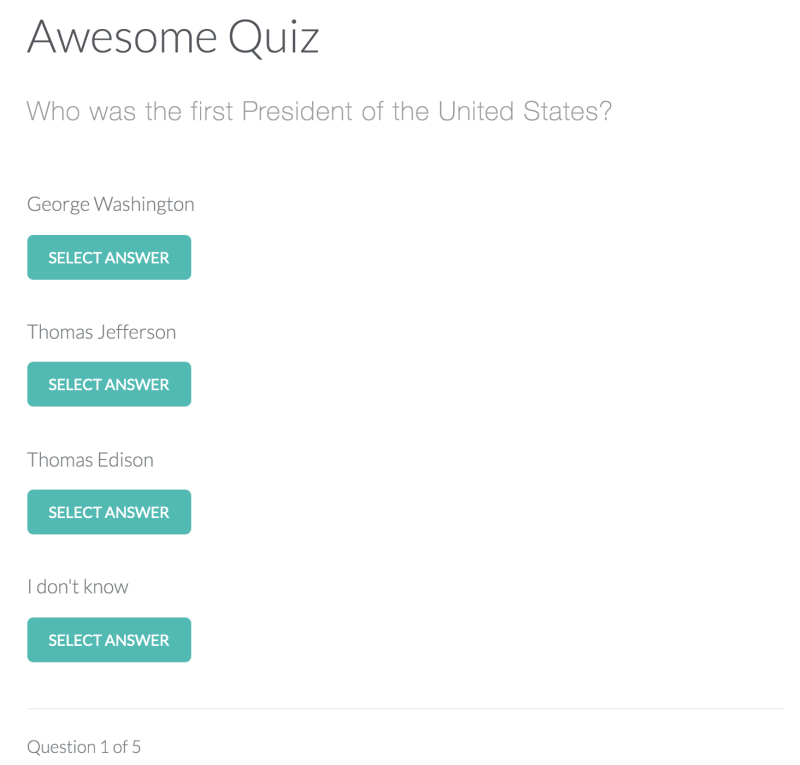 Awesome Quiz
Who was the first President of the United States?
George Washington
SELECT ANSWER
Thomas Jefferson
SELECT ANSWER
Thomas Edison
SELECT ANSWER
I don't know
SELECT ANSWER
Question 1 of 5